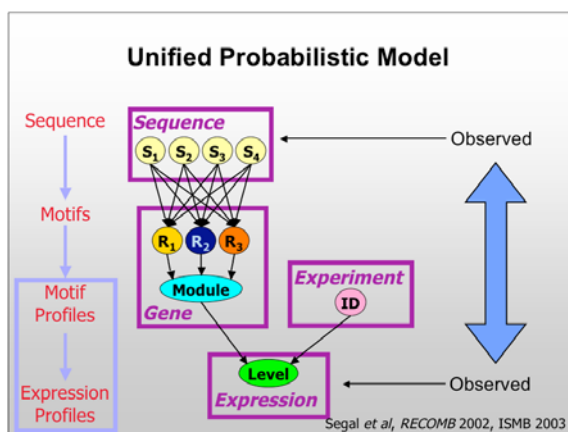 Unified Probabilistic Model
Sequence
Motifs
Motif
Profiles
Expression
Profiles
Sequence
S1 S2 S3 S4
R1 R2 R3
Module
Gene
Experiment
ID
Level
Expression
Observed
Observed
Segal et al, RECOMB 2002, ISMB 2003